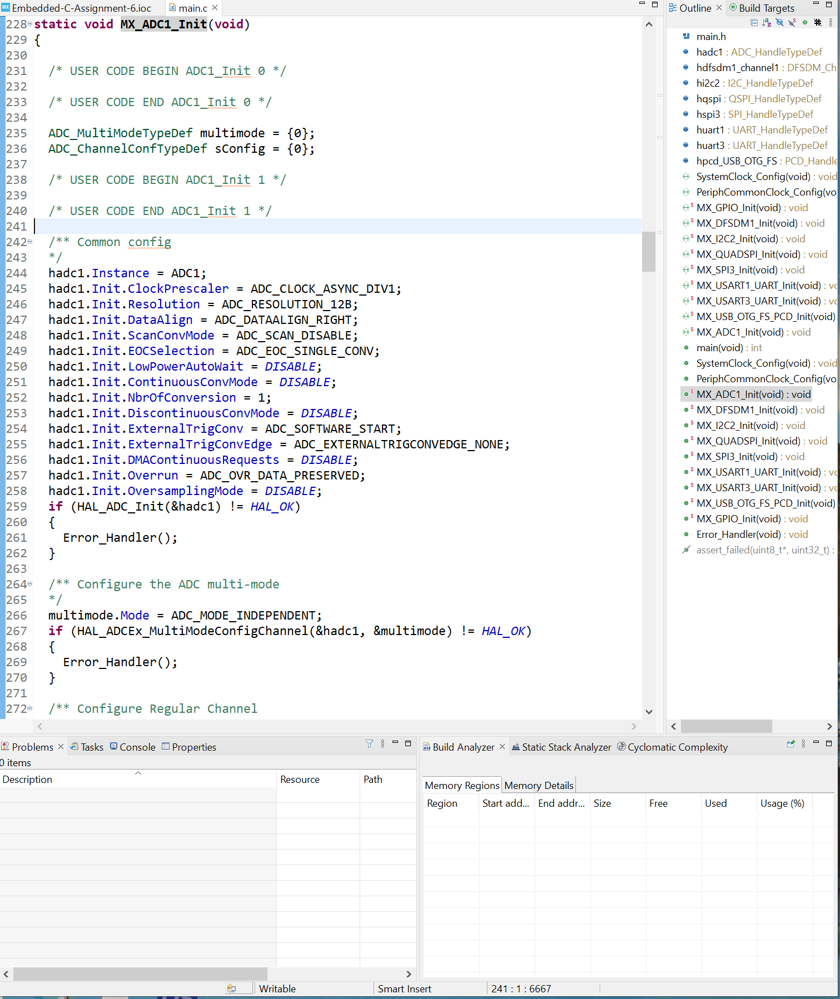 Embedded-C-Assignment-6.ioc
main.c
228 static void MX_ADC1_Init(void)
229 {
230
231 /* USER CODE BEGIN ADC1_Init 0 */
232
233 /* USER CODE END ADC1_Init 0 */
234
235 ADC_MultiModeTypeDef multimode = {0};
236 ADC_ChannelConfTypeDef sConfig = {0};
237
238 /* USER CODE BEGIN ADC1_Init 1 */
239
240 /* USER CODE END ADC1_Init 1 */
241
242 /** Common config
243 */
244 hadc1.Instance = ADC1;
245 hadc1.Init.ClockPrescaler = ADC_CLOCK_ASYNC_DIV1;
246 hadc1.Init.Resolution = ADC_RESOLUTION_12B;
247 hadc1.Init.DataAlign = ADC_DATAALIGN_RIGHT;
248 hadc1.Init.ScanConvMode = ADC_SCAN_DISABLE;
249 hadc1.Init.EOCSelection = ADC_EOC_SINGLE_CONV;
250 hadc1.Init.LowPowerAutoWait = DISABLE;
251 hadc1.Init.ContinuousConvMode = DISABLE;
252 hadc1.Init.NbrOfConversion = 1;
253 hadc1.Init.DiscontinuousConvMode = DISABLE;
254 hadc1.Init.ExternalTrigConv = ADC_SOFTWARE_START;
255 hadc1.Init.ExternalTrigConvEdge = ADC_EXTERNALTRIGCONVEDGE_NONE;
256 hadc1.Init.DMAContinuousRequests = DISABLE;
257 hadc1.Init.Overrun = ADC_OVR_DATA_PRESERVED;
258 hadc1.Init.OversamplingMode = DISABLE;
259 if (HAL_ADC_Init(&hadc1) != HAL_OK)
260 {
261 Error_Handler();
262 }
263
264 /** Configure the ADC multi-mode
265 */
266 multimode.Mode = ADC_MODE_INDEPENDENT;
267 if (HAL_ADCEx_MultiModeConfigChannel(&hadc1, &multimode) != HAL_OK)
268 {
269 Error_Handler();
270 }
271
272 /** Configure Regular Channel
Outline
Build Targets
main.h
hadc1 : ADC_HandleTypeDef
hdfsdm1_channel1 : DFSDM_Ch
hi2c2 : I2C_HandleTypeDef
hqspi : QSPI_HandleTypeDef
hspi3 : SPI_HandleTypeDef
huart1 : UART_HandleTypeDef
huart3 : UART_HandleTypeDef
hpcd_USB_OTG_FS : PCD_Handle
SystemClock_Config(void) : void
PeriphCommonClock_Config(vo
MX_GPIO_Init(void) : void
MX_DFSDM1_Init(void) : void
MX_I2C2_Init(void) : void
MX_QUADSPI_Init(void) : void
MX_SPI3_Init(void) : void
MX_USART1_UART_Init(void) : vo
MX_USART3_UART_Init(void) : vo
MX_USB_OTG_FS_PCD_Init(void)
MX_ADC1_Init(void) : void
main(void) : int
SystemClock_Config(void) : void
PeriphCommonClock_Config(vo
MX_ADC1_Init(void) : void
MX_DFSDM1_Init(void) : void
MX_I2C2_Init(void) : void
MX_QUADSPI_Init(void) : void
MX_SPI3_Init(void) : void
MX_USART1_UART_Init(void) : vo
MX_USART3_UART_Init(void) : vo
MX_USB_OTG_FS_PCD_Init(void)
MX_GPIO_Init(void) : void
Error_Handler(void) : void
assert_failed(uint8_t*, uint32_t) :
Problems
Tasks
Console
Properties
0 items
Description Resource Path
Build Analyzer
Static Stack Analyzer
Cyclomatic Complexity
Memory Regions
Memory Details
Region Start add... End addr... Size Free Used Usage (%)
Writable
Smart Insert
241 : 1 : 6667